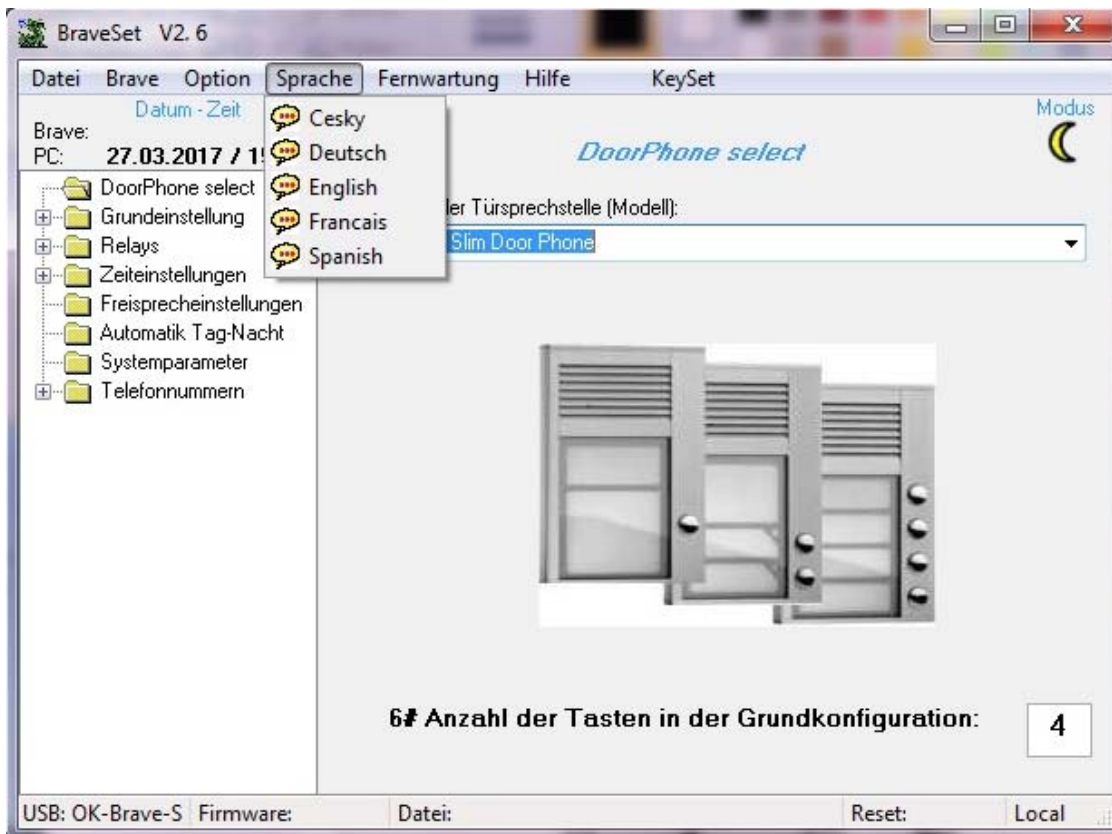 BraveSet V2. 6
Datei Brave Option Sprache Fernwartung Hilfe KeySet
Datum - Zeit
Brave:
PC: 27.03.2017 / 1
Cesky
Deutsch
English
Francais
Spanish
DoorPhone select
Modus
DoorPhone select
Grundeinstellung
Relays
Zeiteinstellungen
Freisprecheinstellungen
Automatik Tag-Nacht
Systemparameter
Telefonnummern
der Türsprechstelle (Modell):
Slim Door Phone
6# Anzahl der Tasten in der Grundkonfiguration: 4
USB: OK-Brave-S Firmware: Datei: Reset: Local